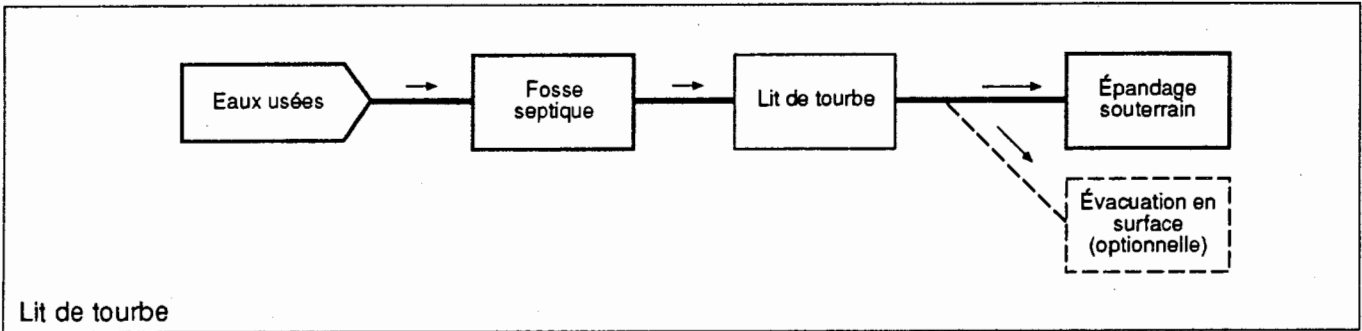 Eaux usées
Fosse
septique
Lit de tourbe
Épandage
souterrain
Évacuation en
surface
(optionnelle)
Lit de tourbe